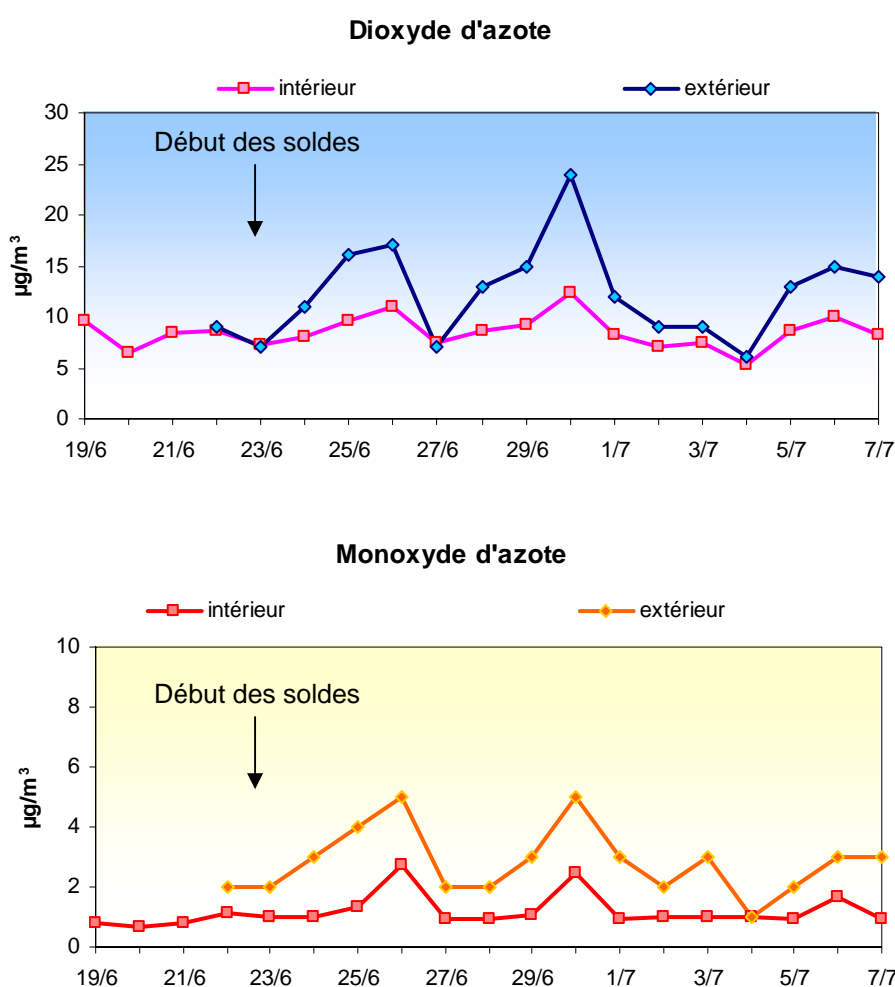 Dioxyde d'azote
intérieur extérieur
30
Début des soldes
25
20
µg/m³
15
10
5
0
19/6 21/6 23/6 25/6 27/6 29/6 1/7 3/7 5/7 7/7
Monoxyde d'azote
intérieur extérieur
10
Début des soldes
8
6
µg/m³
4
2
0
19/6 21/6 23/6 25/6 27/6 29/6 1/7 3/7 5/7 7/7